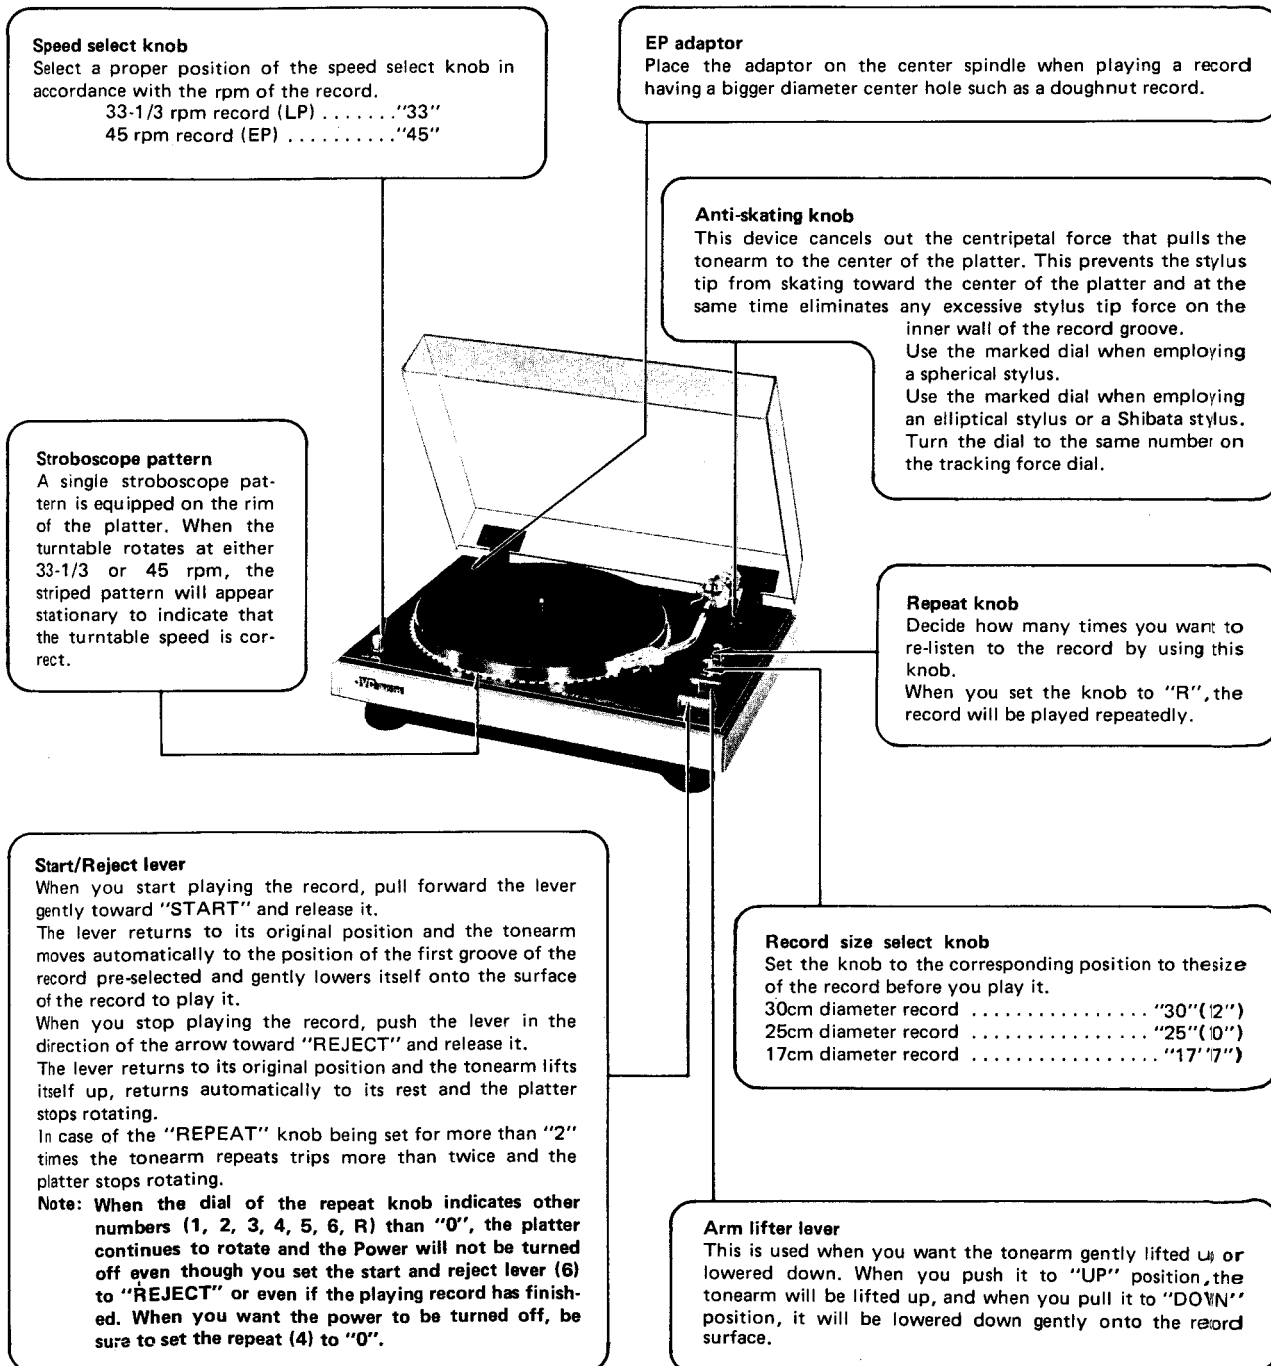 Speed select knob
Select a proper position of the speed select knob in
accordance with the rpm of the record.
33-1/3 rpm record (LP) ......."33"
45 rpm record (EP) .........."45"
EP adaptor
Place the adaptor on the center spindle when playing a record
having a bigger diameter center hole such as a doughnut record.
Anti-skating knob
This device cancels out the centripetal force that pulls the
tonearm to the center of the platter. This prevents the stylus
tip from skating toward the center of the platter and at the
same time eliminates any excessive stylus tip force on the
inner wall of the record groove.
Use the marked dial when employing
a spherical stylus.
Use the marked dial when employing
an elliptical stylus or a Shibata stylus.
Turn the dial to the same number on
the tracking force dial.
Stroboscope pattern
A single stroboscope pat-
tern is equipped on the rim
of the platter. When the
turntable rotates at either
33-1/3 or 45 rpm, the
striped pattern will appear
stationary to indicate that
the turntable speed is cor-
rect.
Repeat knob
Decide how many times you want to
re-listen to the record by using this
knob.
When you set the knob to "R", the
record will be played repeatedly.
JVC
Start/Reject lever
When you start playing the record, pull forward the lever
gently toward "START" and release it.
The lever returns to its original position and the tonearm
moves automatically to the position of the first groove of the
record pre-selected and gently lowers itself onto the surface
of the record to play it.
When you stop playing the record, push the lever in the
direction of the arrow toward "REJECT" and release it.
The lever returns to its original position and the tonearm lifts
itself up, returns automatically to its rest and the platter
stops rotating.
In case of the "REPEAT" knob being set for more than "2"
times the tonearm repeats trips more than twice and the
platter stops rotating.
Note: When the dial of the repeat knob indicates other
numbers (1, 2, 3, 4, 5, 6, R) than "0", the platter
continues to rotate and the Power will not be turned
off even though you set the start and reject lever (6)
to "REJECT" or even if the playing record has finish-
ed. When you want the power to be turned off, be
sure to set the repeat (4) to "0".
Record size select knob
Set the knob to the corresponding position to thesize
of the record before you play it.
30cm diameter record ................ "30"(12")
25cm diameter record ................ "25"(10")
17cm diameter record ................. "17"(7")
Arm lifter lever
This is used when you want the tonearm gently lifted up or
lowered down. When you push it to "UP" position, the
tonearm will be lifted up, and when you pull it to "DOWN"
position, it will be lowered down gently onto the record
surface.